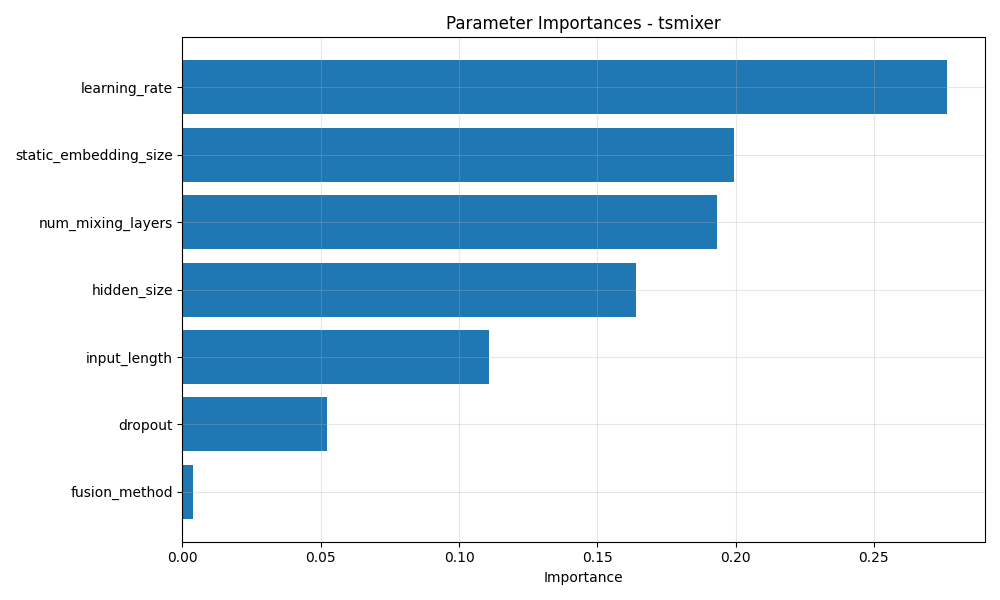 Parameter Importances - tsmixer
learning_rate
static_embedding_size
num_mixing_layers
hidden_size
input_length
dropout
fusion_method
0.00 0.05 0.10 0.15 0.20 0.25
Importance